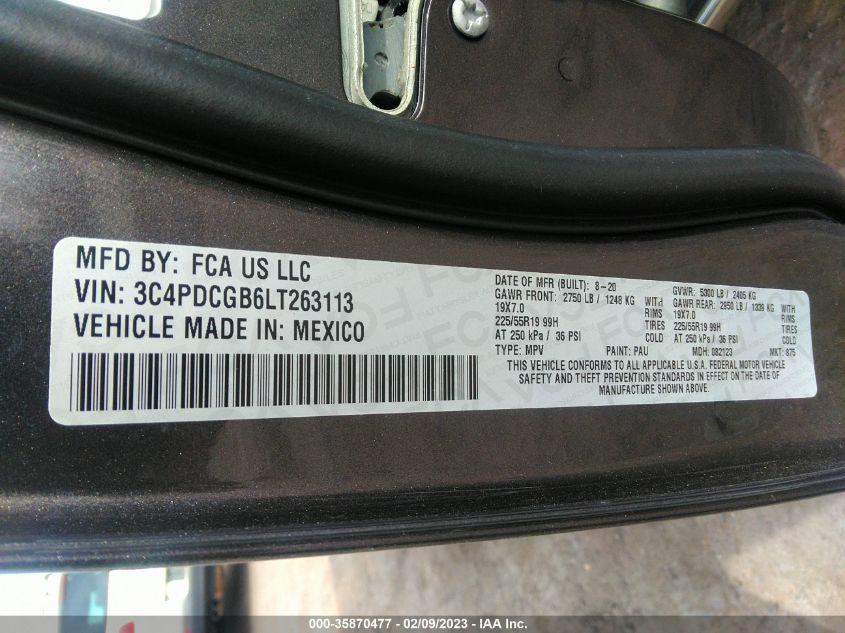 MFD BY: FCA US LLC
VIN: 3C4PDCGB6LT263113
VEHICLE MADE IN: MEXICO
DATE OF MFR (BUILT): 8-20 GVWR: 5300 LB / 2405 KG
GAWR FRONT: 2750 LB / 1248 KG WITH GAWR REAR: 2950 LB / 1339 KG WITH
19X7.0 RIMS 19X7.0 RIMS
225/55R19 99H TIRES 225/55R19 99H TIRES
AT 250 kPa / 36 PSI COLD AT 250 kPa / 36 PSI COLD
TYPE: MPV PAINT: PAU MDH: 082123 MKT: 875
THIS VEHICLE CONFORMS TO ALL APPLICABLE U.S.A. FEDERAL MOTOR VEHICLE
SAFETY AND THEFT PREVENTION STANDARDS IN EFFECT ON THE DATE OF
MANUFACTURE SHOWN ABOVE.
000-35870477 - 02/09/2023 - IAA Inc.